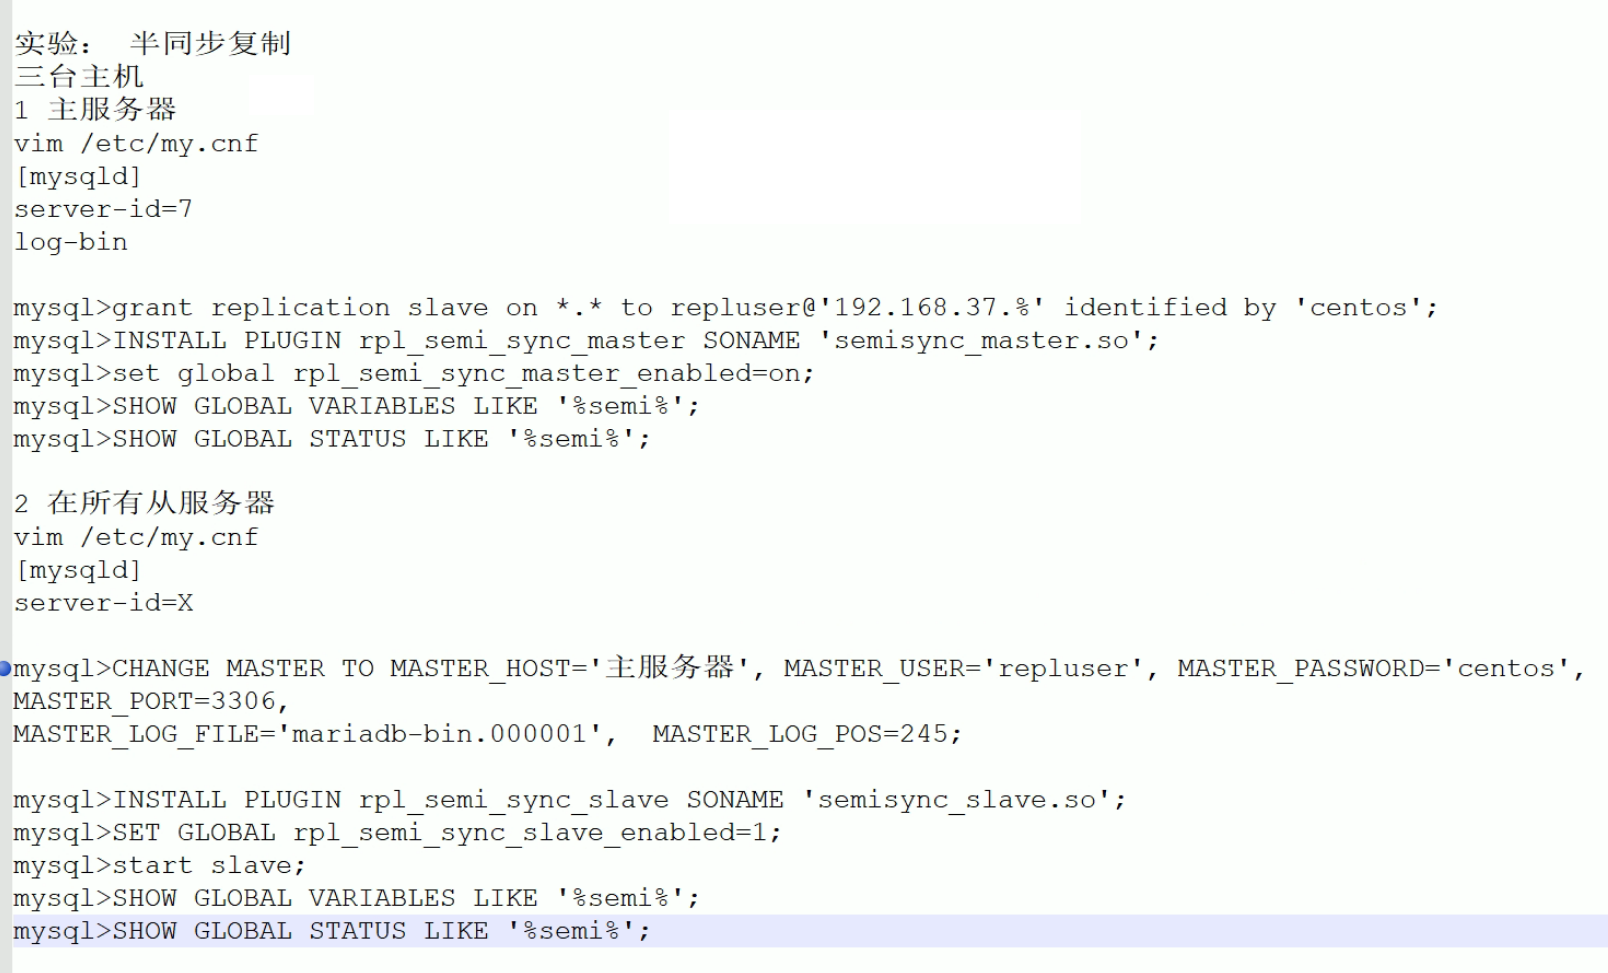 实验： 半同步复制
三台主机
1 主服务器
vim /etc/my.cnf
[mysqld]
server-id=7
log-bin
mysql>grant replication slave on *.* to repluser@'192.168.37.%' identified by 'centos';
mysql>INSTALL PLUGIN rpl_semi_sync_master SONAME 'semisync_master.so';
mysql>set global rpl_semi_sync_master_enabled=on;
mysql>SHOW GLOBAL VARIABLES LIKE '%semi%';
mysql>SHOW GLOBAL STATUS LIKE '%semi%';
2 在所有从服务器
vim /etc/my.cnf
[mysqld]
server-id=X
mysql>CHANGE MASTER TO MASTER_HOST='主服务器', MASTER_USER='repluser', MASTER_PASSWORD='centos',
MASTER_PORT=3306,
MASTER_LOG_FILE='mariadb-bin.000001',  MASTER_LOG_POS=245;
mysql>INSTALL PLUGIN rpl_semi_sync_slave SONAME 'semisync_slave.so';
mysql>SET GLOBAL rpl_semi_sync_slave_enabled=1;
mysql>start slave;
mysql>SHOW GLOBAL VARIABLES LIKE '%semi%';
mysql>SHOW GLOBAL STATUS LIKE '%semi%';